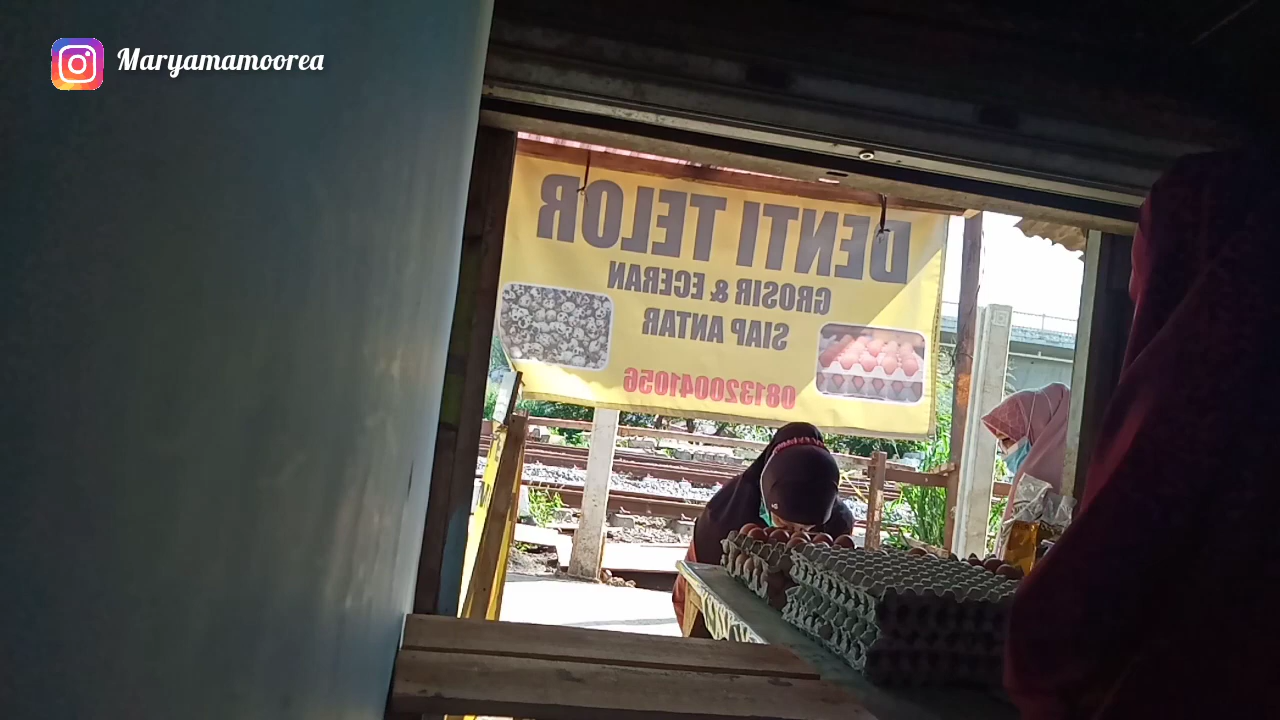 Maryamamoorea
DENTI TELOR
GROSIR & ECERAN
SIAP ANTAR
081320041056